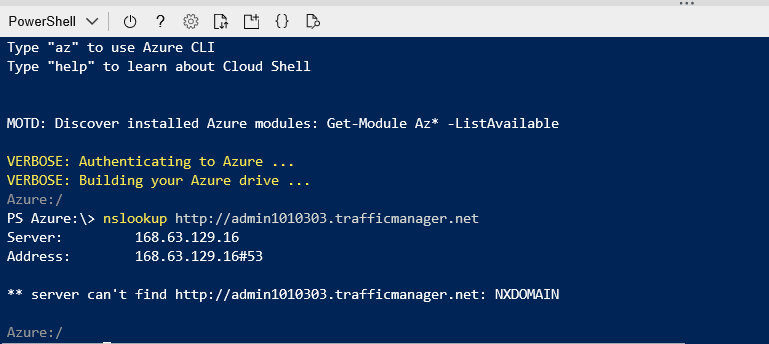 PowerShell
Type "az" to use Azure CLI
Type "help" to learn about Cloud Shell
MOTD: Discover installed Azure modules: Get-Module Az* -ListAvailable
VERBOSE: Authenticating to Azure ...
VERBOSE: Building your Azure drive ...
Azure:/
PS Azure:\> nslookup http://admin1010303.trafficmanager.net
Server:         168.63.129.16
Address:        168.63.129.16#53
** server can't find http://admin1010303.trafficmanager.net: NXDOMAIN
Azure:/